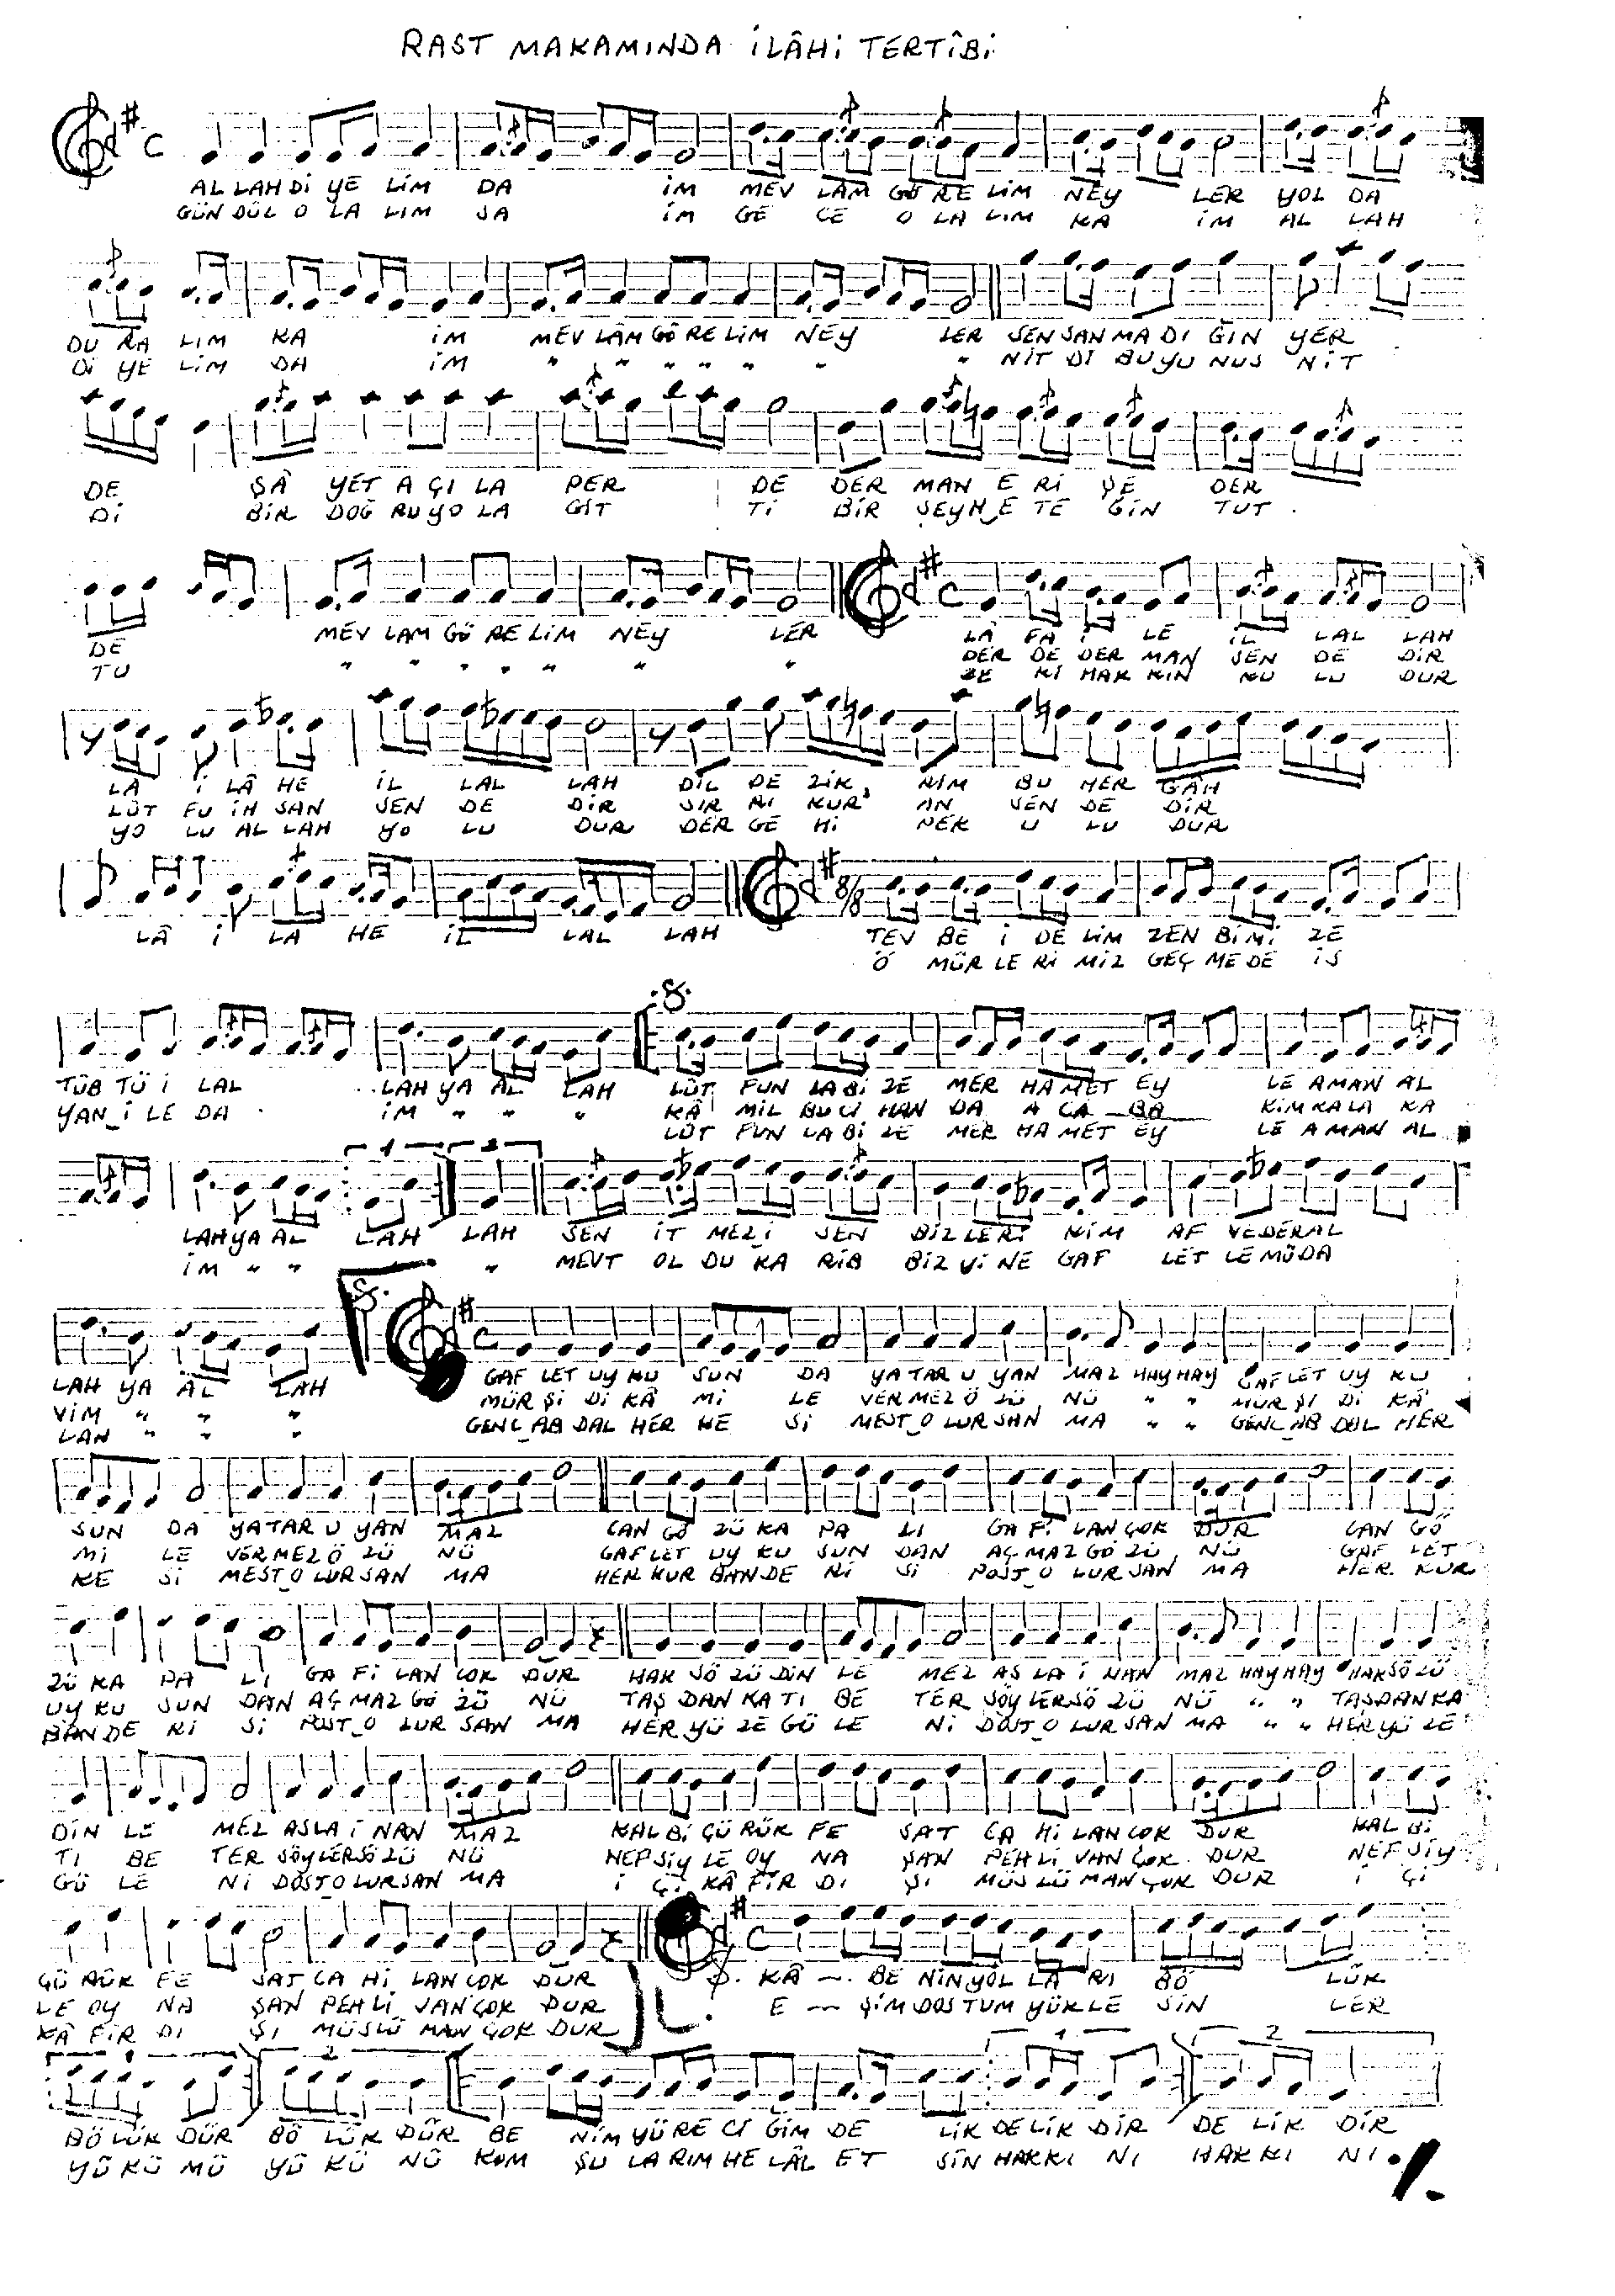 RAST MAKAMINDA İLÂHİ TERTÎBİ
AL LAH Dİ YE LİM DA İM MEV LÂM GÖ RE LİM NEY LER YOL DA
GÜN DÜL O LA LIM SA İM GE CE O LA LIM KA İM AL LAH
DU RA LIM KA İM MEV LÂM GÖ RE LİM NEY LER SEN SAN MA DI ĞIN YER
Dİ YE LİM DA İM " " " " " " " NİT Dİ BU YU NUS NİT
DE ŞÂ YET A ÇI LA PER DE DER MAN E Rİ ŞE DER
Dİ BİR DOĞ RU YO LA GİT Tİ BİR ŞEYH E TE ĞİN TUT
DE MEV LAM GÖ RE LİM NEY LER LÂ FA İ LE İL LAL LAH
TU " " " " " " " DER DE DER MAN SEN DE DİR
ZE Kİ HAK KIN KU LU DUR
LÂ İ LÂ HE İL LAL LAH DİL DE ZİK NİM BU HER GÂH
LÜT FU İH SAN SEN DE DİR SIR RI KUR' AN SEN DE DİR
YO LU AL LAH YO LU DUR DER GE Hİ PEK U LU DUR
LÂ İ LA HE İL LAL LAH TEV BE İ DE LİM ZEN Bİ Mİ ZE
8/8
Ö MÜR LE Rİ MİZ GEÇ ME DE İS
TÛB TÜ İ LAL LAH YA AL LAH LÜT FUN LA Bİ ZE MER HA MET EY LE AMAN AL
YAN İ LE DA İM " " " KÂ MİL BU Cİ HAN DA A CA BA KİM KA LA KA
LÜT FUN LA Bİ ZE MER HA MET EY LE A MAN AL
1 2
LAH YA AL LAH LAH SEN İT MEZ İ SEN BİZ LE Rİ KİM AF VEDERAL
İM " " " MEVT OL DU KA RİB BİZ Yİ NE GAF LET LE MÜDA
LAH YA AL LAH GAF LET UY KU SUN DA YA TAR U YAN MAZ HAY HAY GAF LET UY KU
VİM " " " MÜR Şİ Dİ KÂ Mİ LE VER MEZ Ö ZÜ NÜ " " MÜR Şİ Dİ KÂ
LAN " " " GENC AB DAL HER KE Sİ MEST O LUR SAN MA " " GENC AB DAL HER
SUN DA YA TAR U YAN MAZ CAN GÖ ZÜ KA PA LI GA Fİ LAN ÇOK DUR CAN GÖ
Mİ LE VER MEZ Ö ZÜ NÜ GAF LET UY KU SUN DAN AÇ MAZ GÖ ZÜ NÜ GAF LET
KE Sİ MEST O LUR SAN MA HER KUR BAN DE Rİ Sİ POST O LUR SAN MA HER KUR
ZÜ KA PA LI GA Fİ LAN ÇOK DUR HAK SÖ ZÜ DİN LE MEZ AS LA İ NAN MAZ HAY HAY HAK SÖ ZÜ
UY KU SUN DAN AÇ MAZ GÖ ZÜ NÜ TAŞ DAN KA TI BE TER SÖY LER SÖ ZÜ NÜ " " TAŞ DAN KA
BAN DE Rİ Sİ POST O LUR SAN MA HER YÜ ZE GÜ LE Nİ DOST O LUR SAN MA " " HER YÜ ZE
DİN LE MEZ AS LA İ NAN MAZ KAL Bİ ÇÜ RÜK FE SAT CA Hİ LAN ÇOK DUR KAL Bİ
TI BE TER SÖY LER SÖ ZÜ NÜ NEF SİY LE OY NA ŞAN PEH Lİ VAN ÇOK DUR NEF SİY
GÜ LE Nİ DOST O LUR SAN MA İ Çİ KÂ FİR DI ŞI MÜS LÜ MAN ÇOK DUR İ Çİ
ÇÜ RÜK FE SAT CA Hİ LAN ÇOK DUR KÂ BE NİN YOL LA RI BÖ LÜK
LE OY NA ŞAN PEH Lİ VAN ÇOK DUR E ŞİM DOS TUM YÜK LE SİN LER
KÂ FİR DI ŞI MÜS LÜ MAN ÇOK DUR
1 2 1 2
BÖ LÜK DÜR BÖ LÜK DÜR BE NİM YÜ RE Cİ ĞİM DE LİK DE LİK DİR DE LİK DİR
YÜ KÜ MÜ YÜ KÜ NÜ KOM ŞU LA RIM HE LÂL ET SİN HAK KI NI HAK KI NI